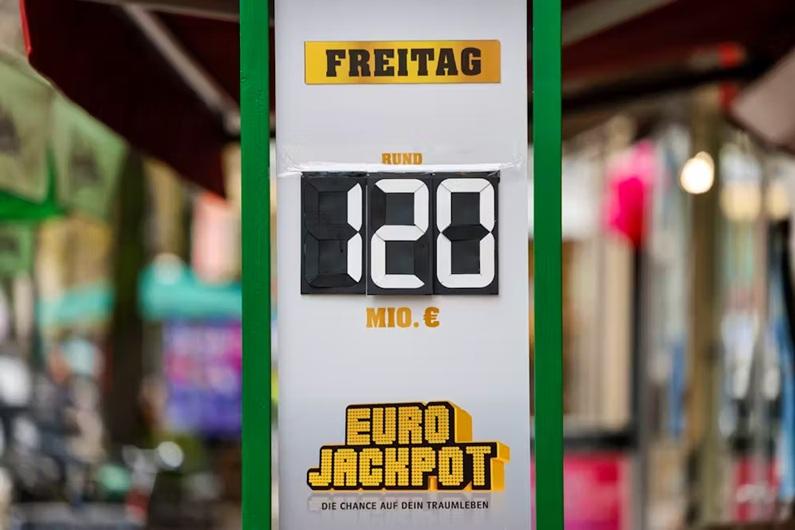 FREITAG
RUND
120
MIO. €
EURO
JACKPOT
DIE CHANCE AUF DEIN TRAUMLEBEN